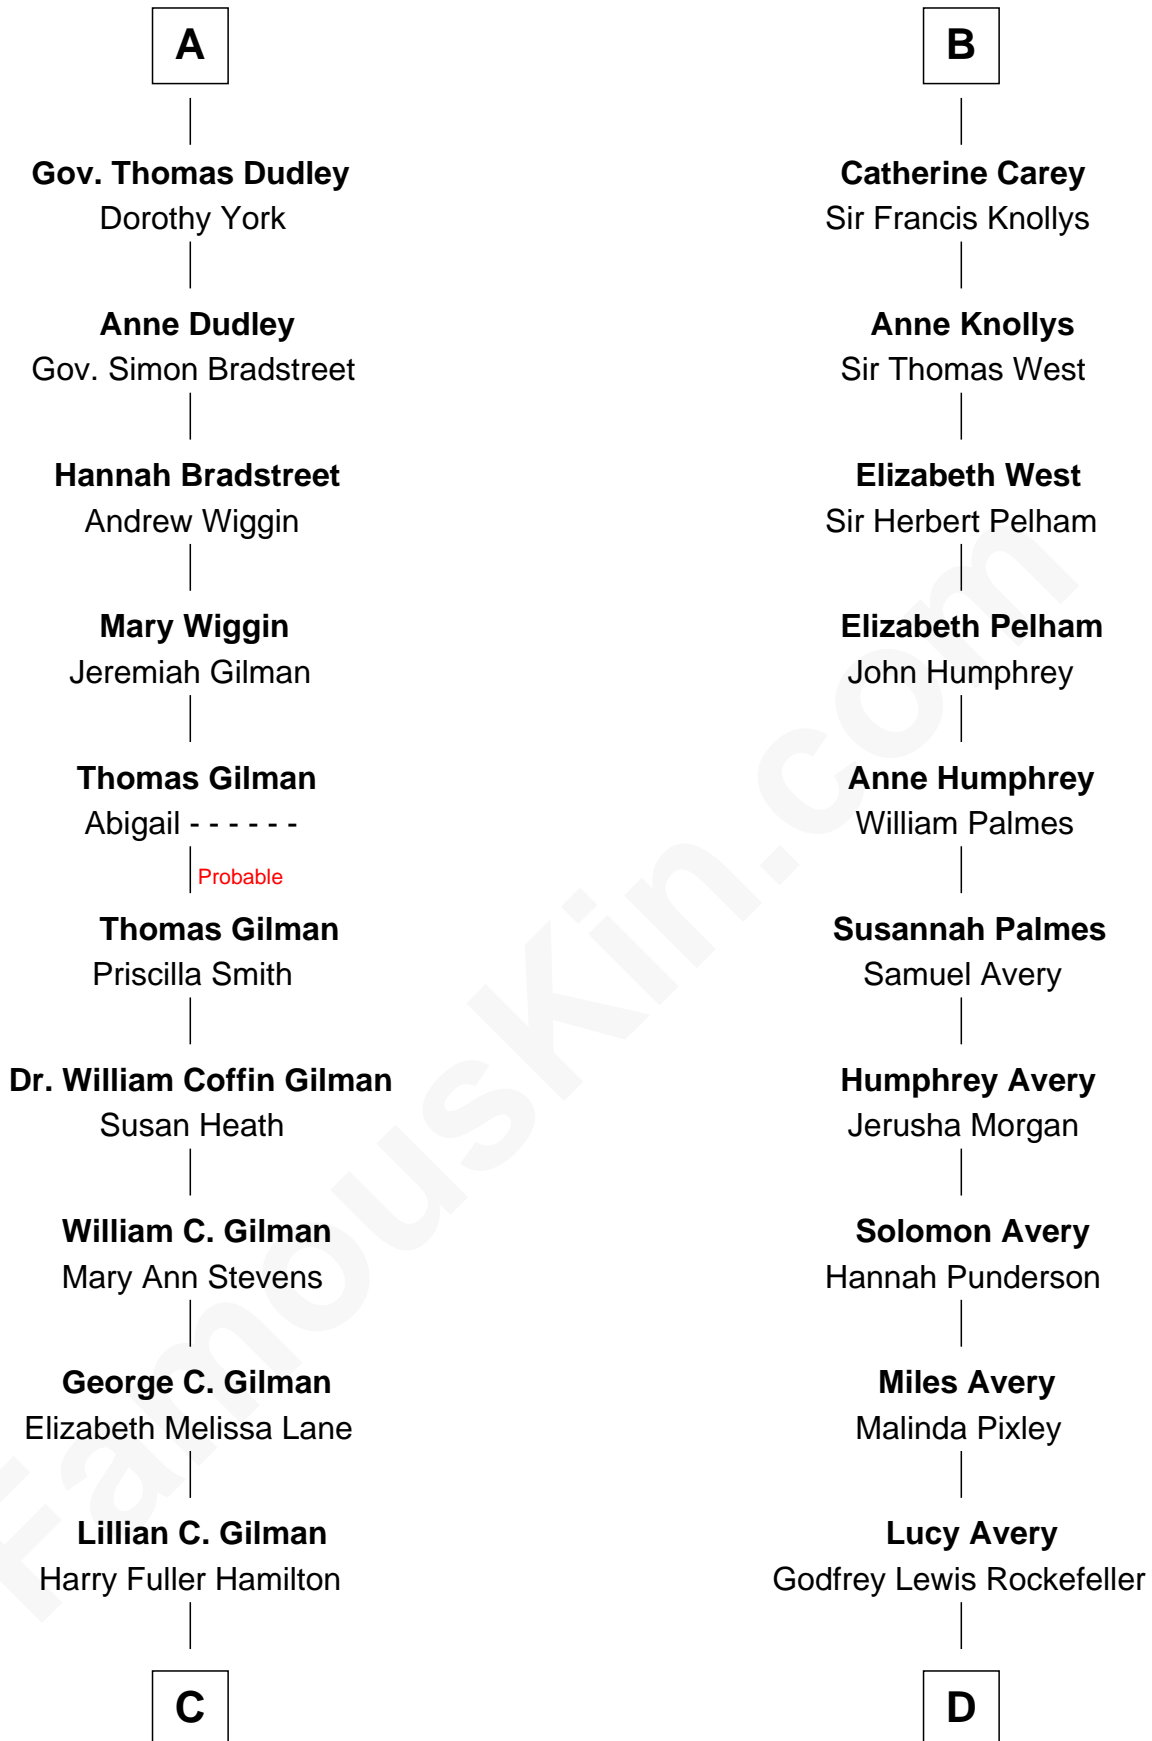 A
Gov. Thomas Dudley
Dorothy York
Anne Dudley
Gov. Simon Bradstreet
Hannah Bradstreet
Andrew Wiggin
Mary Wiggin
Jeremiah Gilman
Thomas Gilman
Abigail - - - - - -
Probable
Thomas Gilman
Priscilla Smith
Dr. William Coffin Gilman
Susan Heath
William C. Gilman
Mary Ann Stevens
George C. Gilman
Elizabeth Melissa Lane
Lillian C. Gilman
Harry Fuller Hamilton
C
B
Catherine Carey
Sir Francis Knollys
Anne Knollys
Sir Thomas West
Elizabeth West
Sir Herbert Pelham
Elizabeth Pelham
John Humphrey
Anne Humphrey
William Palmes
Susannah Palmes
Samuel Avery
Humphrey Avery
Jerusha Morgan
Solomon Avery
Hannah Punderson
Miles Avery
Malinda Pixley
Lucy Avery
Godfrey Lewis Rockefeller
D
FamousKin.com